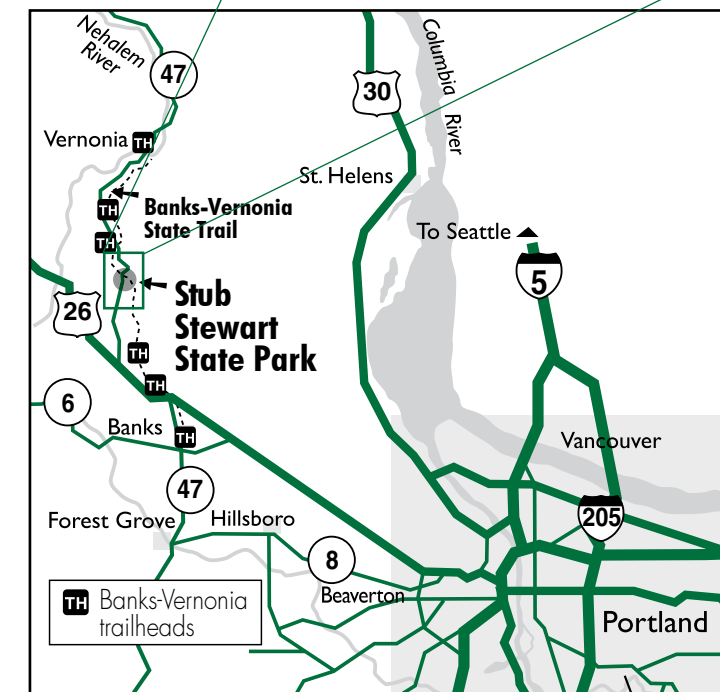 Nehalem
River
47
Columbia River
30
Vernonia TH
St. Helens
TH
Banks-Vernonia
State Trail
To Seattle
TH
5
Stub
Stewart
State Park
26
TH
TH
6
Banks
TH
Vancouver
47
205
Forest Grove
Hillsboro
8
Beaverton
TH Banks-Vernonia
trailheads
Portland